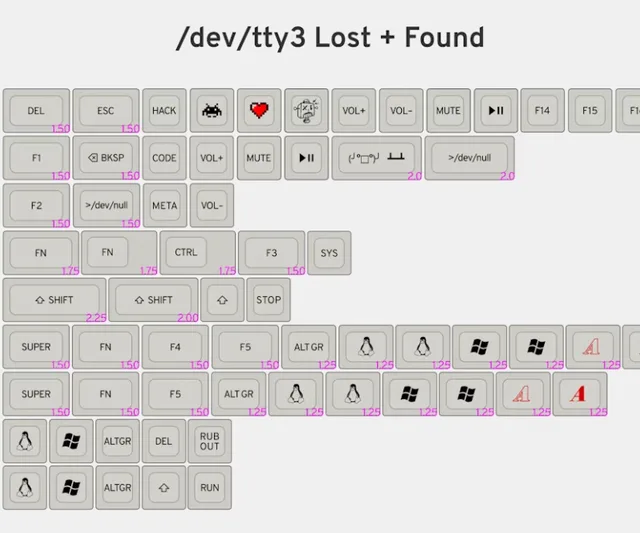 /dev/tty3 Lost + Found
DEL ESC HACK VOL+ VOL- MUTE F14 F15
1.50 1.50
F1 BKSP CODE VOL+ MUTE (╯°□°)╯ ┻━┻ >/dev/null
1.50 1.50 2.0 2.0
F2 >/dev/null META VOL-
1.50 1.50
FN FN CTRL F3 SYS
1.75 1.75 1.75 1.50
SHIFT SHIFT STOP
2.25 2.00
SUPER FN F4 F5 ALT GR A
1.50 1.50 1.50 1.50 1.25 1.25 1.25 1.25 1.25 1.25
SUPER FN F5 ALT GR A A
1.50 1.50 1.50 1.25 1.25 1.25 1.25 1.25 1.25 1.25
ALTGR DEL RUB
OUT
ALTGR RUN